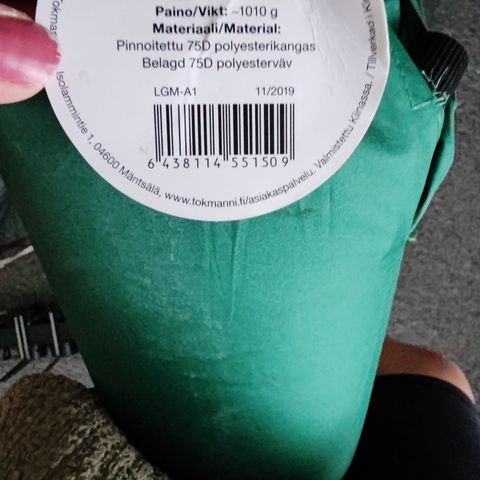 Paino/Vikt: ~1010 g
Materiaali/Material:
Pinnoitettu 75D polyesterikangas
Belagd 75D polyesterväv
LGM-A1 11/2019
6 438114 551509
Isolammintie 1, 04600 Mäntsälä. www.tokmanni.fi/asiakaspalvelu. Valmistettu Kiinassa. / Tillverkad i